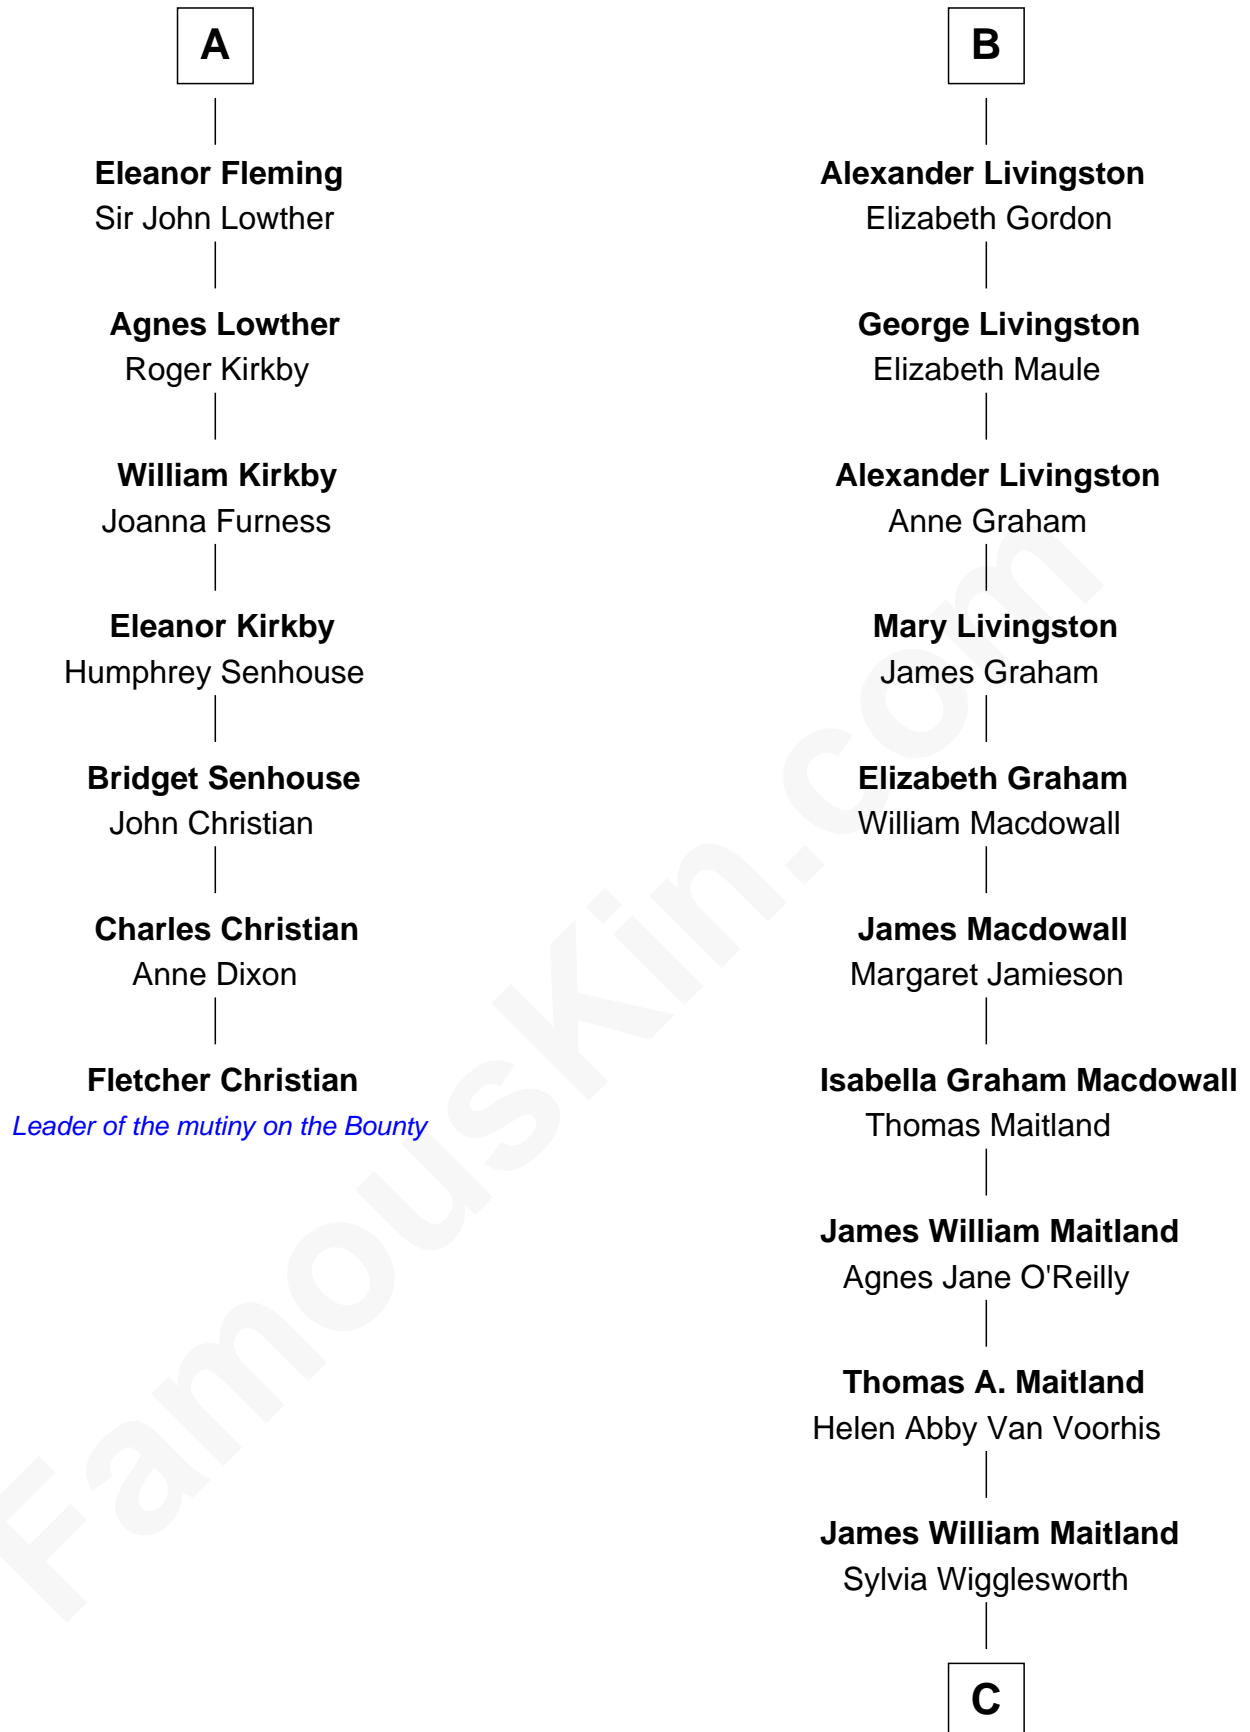 A
Eleanor Fleming
Sir John Lowther
Agnes Lowther
Roger Kirkby
William Kirkby
Joanna Furness
Eleanor Kirkby
Humphrey Senhouse
Bridget Senhouse
John Christian
Charles Christian
Anne Dixon
Fletcher Christian
Leader of the mutiny on the Bounty
B
Alexander Livingston
Elizabeth Gordon
George Livingston
Elizabeth Maule
Alexander Livingston
Anne Graham
Mary Livingston
James Graham
Elizabeth Graham
William Macdowall
James Macdowall
Margaret Jamieson
Isabella Graham Macdowall
Thomas Maitland
James William Maitland
Agnes Jane O'Reilly
Thomas A. Maitland
Helen Abby Van Voorhis
James William Maitland
Sylvia Wigglesworth
C
FamousKin.com